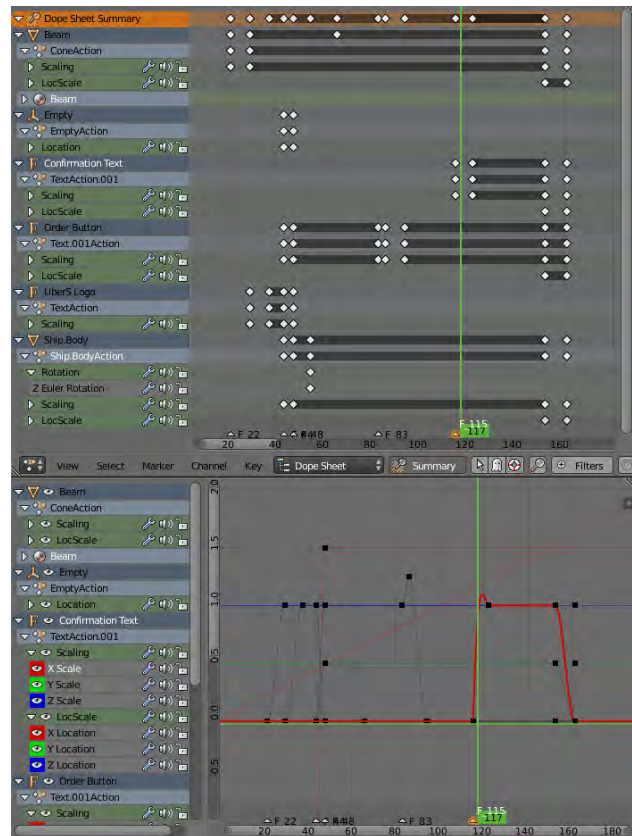 Dope Sheet Summary
Beam
ConeAction
Scaling
LocScale
Beam
Empty
EmptyAction
Location
Confirmation Text
TextAction.001
Scaling
LocScale
Order Button
Text.001Action
Scaling
LocScale
UberS Logo
TextAction
Scaling
Ship.Body
Ship.BodyAction
Rotation
Z Euler Rotation
Scaling
LocScale
F 22 F 83 F 115
117
20 40 60 80 100 120 140 160
View Select Marker Channel Key Dope Sheet Summary Filters
Beam
ConeAction
Scaling
LocScale
Beam
Empty
EmptyAction
Location
Confirmation Text
TextAction.001
Scaling
X Scale
Y Scale
Z Scale
LocScale
X Location
Y Location
Z Location
Order Button
Text.001Action
Scaling
2.0
1.5
1.0
0.5
0.0
-0.5
F 22 F 83 F 115
117
20 40 60 80 100 120 140 160 180